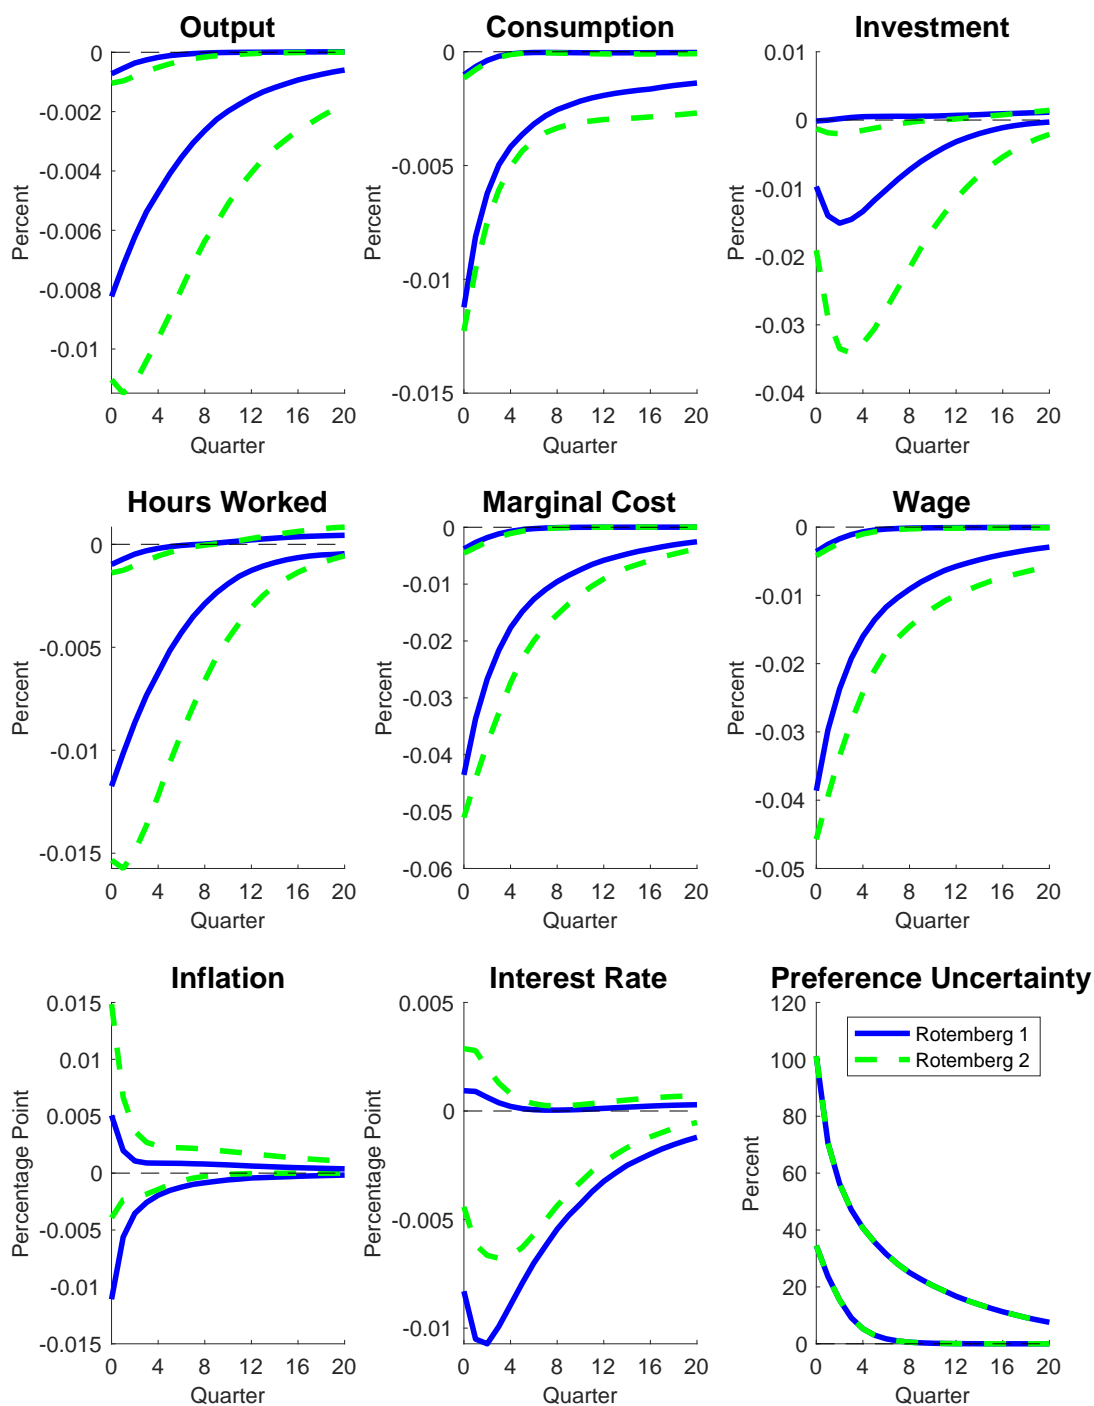 Output
Consumption
Investment
0
-0.002
-0.004
-0.006
-0.008
-0.01
Percent
0 4 8 12 16 20
Quarter
0
-0.005
-0.01
-0.015
Percent
0 4 8 12 16 20
Quarter
0.01
0
-0.01
-0.02
-0.03
-0.04
Percent
0 4 8 12 16 20
Quarter
Hours Worked
Marginal Cost
Wage
0
-0.005
-0.01
-0.015
Percent
0 4 8 12 16 20
Quarter
0
-0.01
-0.02
-0.03
-0.04
-0.05
-0.06
Percent
0 4 8 12 16 20
Quarter
0
-0.01
-0.02
-0.03
-0.04
-0.05
Percent
0 4 8 12 16 20
Quarter
Inflation
Interest Rate
Preference Uncertainty
0.015
0.01
0.005
0
-0.005
-0.01
-0.015
Percentage Point
0 4 8 12 16 20
Quarter
0.005
0
-0.005
-0.01
Percentage Point
0 4 8 12 16 20
Quarter
120
100
80
60
40
20
0
Percent
Rotemberg 1
Rotemberg 2
0 4 8 12 16 20
Quarter